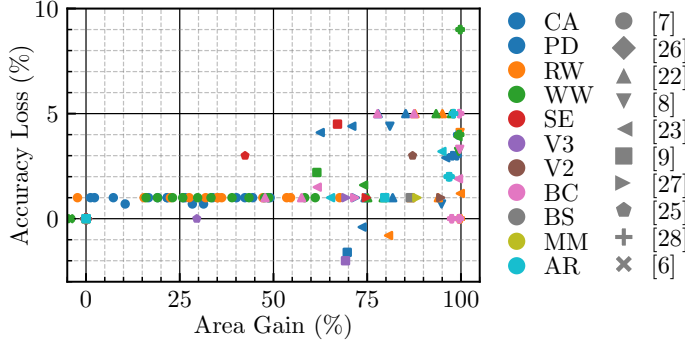 10
5
0
Accuracy Loss (%)
0 25 50 75 100
Area Gain (%)
CA
PD
RW
WW
SE
V3
V2
BC
BS
MM
AR
[7]
[26]
[22]
[8]
[23]
[9]
[27]
[25]
[28]
[6]